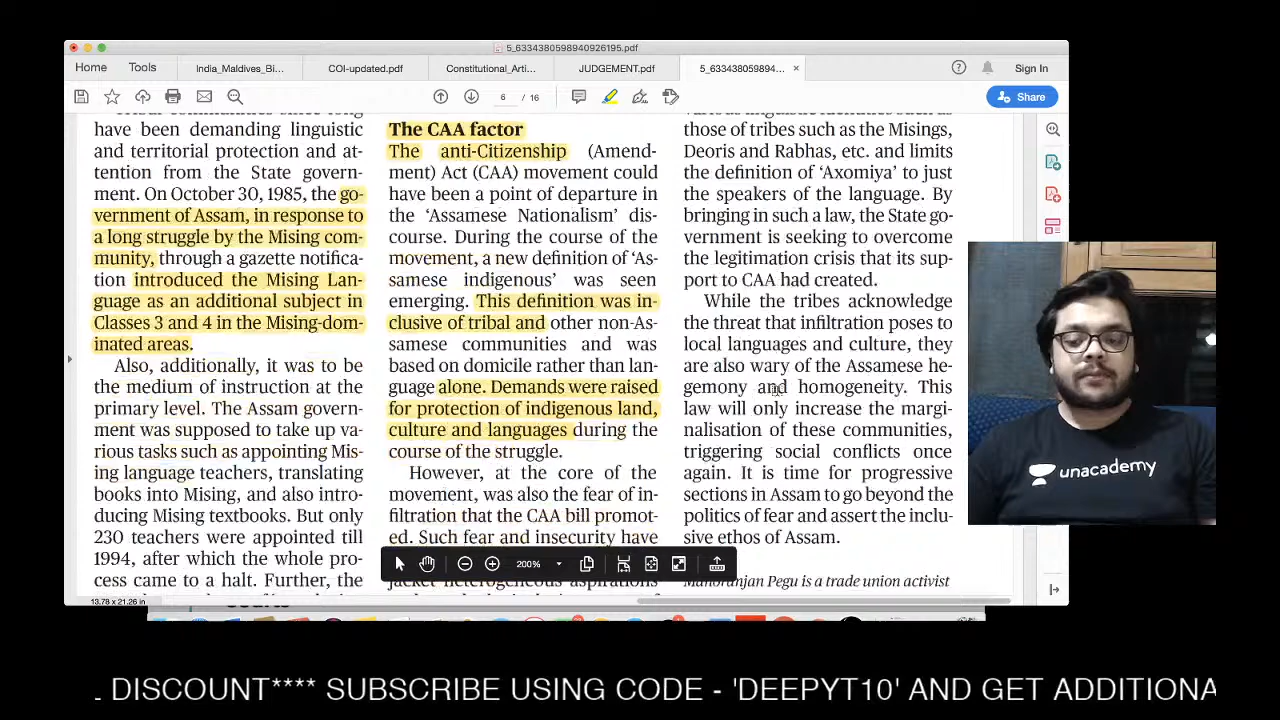 5_6334380598940926195.pdf
Home
Tools
India_Maldives_Bi...
COI-updated.pdf
Constitutional_Arti...
JUDGEMENT.pdf
5_633438059894...
×
Sign In
6 / 16
Share
have been demanding linguistic
and territorial protection and at-
tention from the State govern-
ment. On October 30, 1985, the go-
vernment of Assam, in response to
a long struggle by the Mising com-
munity, through a gazette notifica-
tion introduced the Mising Lan-
guage as an additional subject in
Classes 3 and 4 in the Mising-dom-
inated areas.
Also, additionally, it was to be
the medium of instruction at the
primary level. The Assam govern-
ment was supposed to take up va-
rious tasks such as appointing Mis-
ing language teachers, translating
books into Mising, and also intro-
ducing Mising textbooks. But only
230 teachers were appointed till
1994, after which the whole pro-
cess came to a halt. Further, the
The CAA factor
The anti-Citizenship (Amend-
ment) Act (CAA) movement could
have been a point of departure in
the ‘Assamese Nationalism’ dis-
course. During the course of the
movement, a new definition of ‘As-
samese indigenous’ was seen
emerging. This definition was in-
clusive of tribal and other non-As-
samese communities and was
based on domicile rather than lan-
guage alone. Demands were raised
for protection of indigenous land,
culture and languages during the
course of the struggle.
However, at the core of the
movement, was also the fear of in-
filtration that the CAA bill promot-
ed. Such fear and insecurity have
those of tribes such as the Misings,
Deoris and Rabhas, etc. and limits
the definition of ‘Axomiya’ to just
the speakers of the language. By
bringing in such a law, the State go-
vernment is seeking to overcome
the legitimation crisis that its sup-
port to CAA had created.
While the tribes acknowledge
the threat that infiltration poses to
local languages and culture, they
are also wary of the Assamese he-
gemony and homogeneity. This
law will only increase the margi-
nalisation of these communities,
triggering social conflicts once
again. It is time for progressive
sections in Assam to go beyond the
politics of fear and assert the inclu-
sive ethos of Assam.
Manoranjan Pegu is a trade union activist
200%
13.78 x 21.26 in
unacademy
. DISCOUNT**** SUBSCRIBE USING CODE - 'DEEPYT10' AND GET ADDITIONA